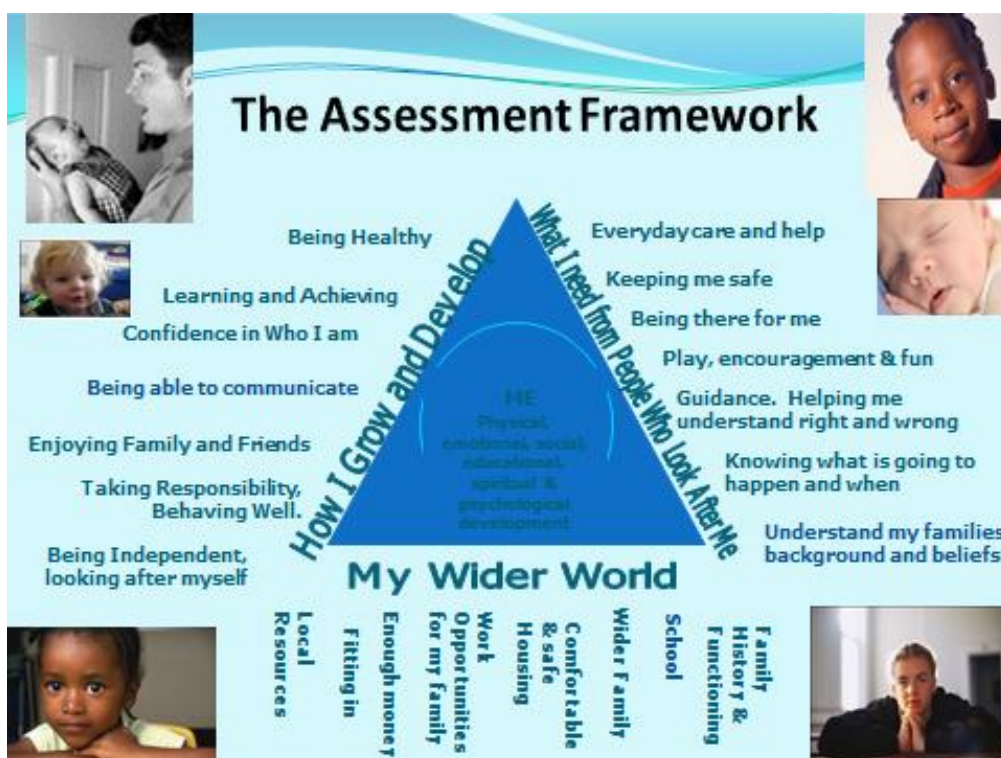 The Assessment Framework
Being Healthy
Learning and Achieving
Confidence in Who I am
Being able to communicate
Enjoying Family and Friends
Taking Responsibility,
Behaving Well.
Being Independent,
looking after myself
How I Grow and Develop
ME
Physical,
emotional, social,
educational,
spiritual &
psychological
development
What I need from People Who Look After Me
Everyday care and help
Keeping me safe
Being there for me
Play, encouragement & fun
Guidance. Helping me
understand right and wrong
Knowing what is going to
happen and when
Understand my families
background and beliefs
My Wider World
Local
Resources
Fitting in
Enough money
Work
Opportunities
for my family
Comfortable
& safe
Housing
Wider Family
School
Family
History &
Functioning